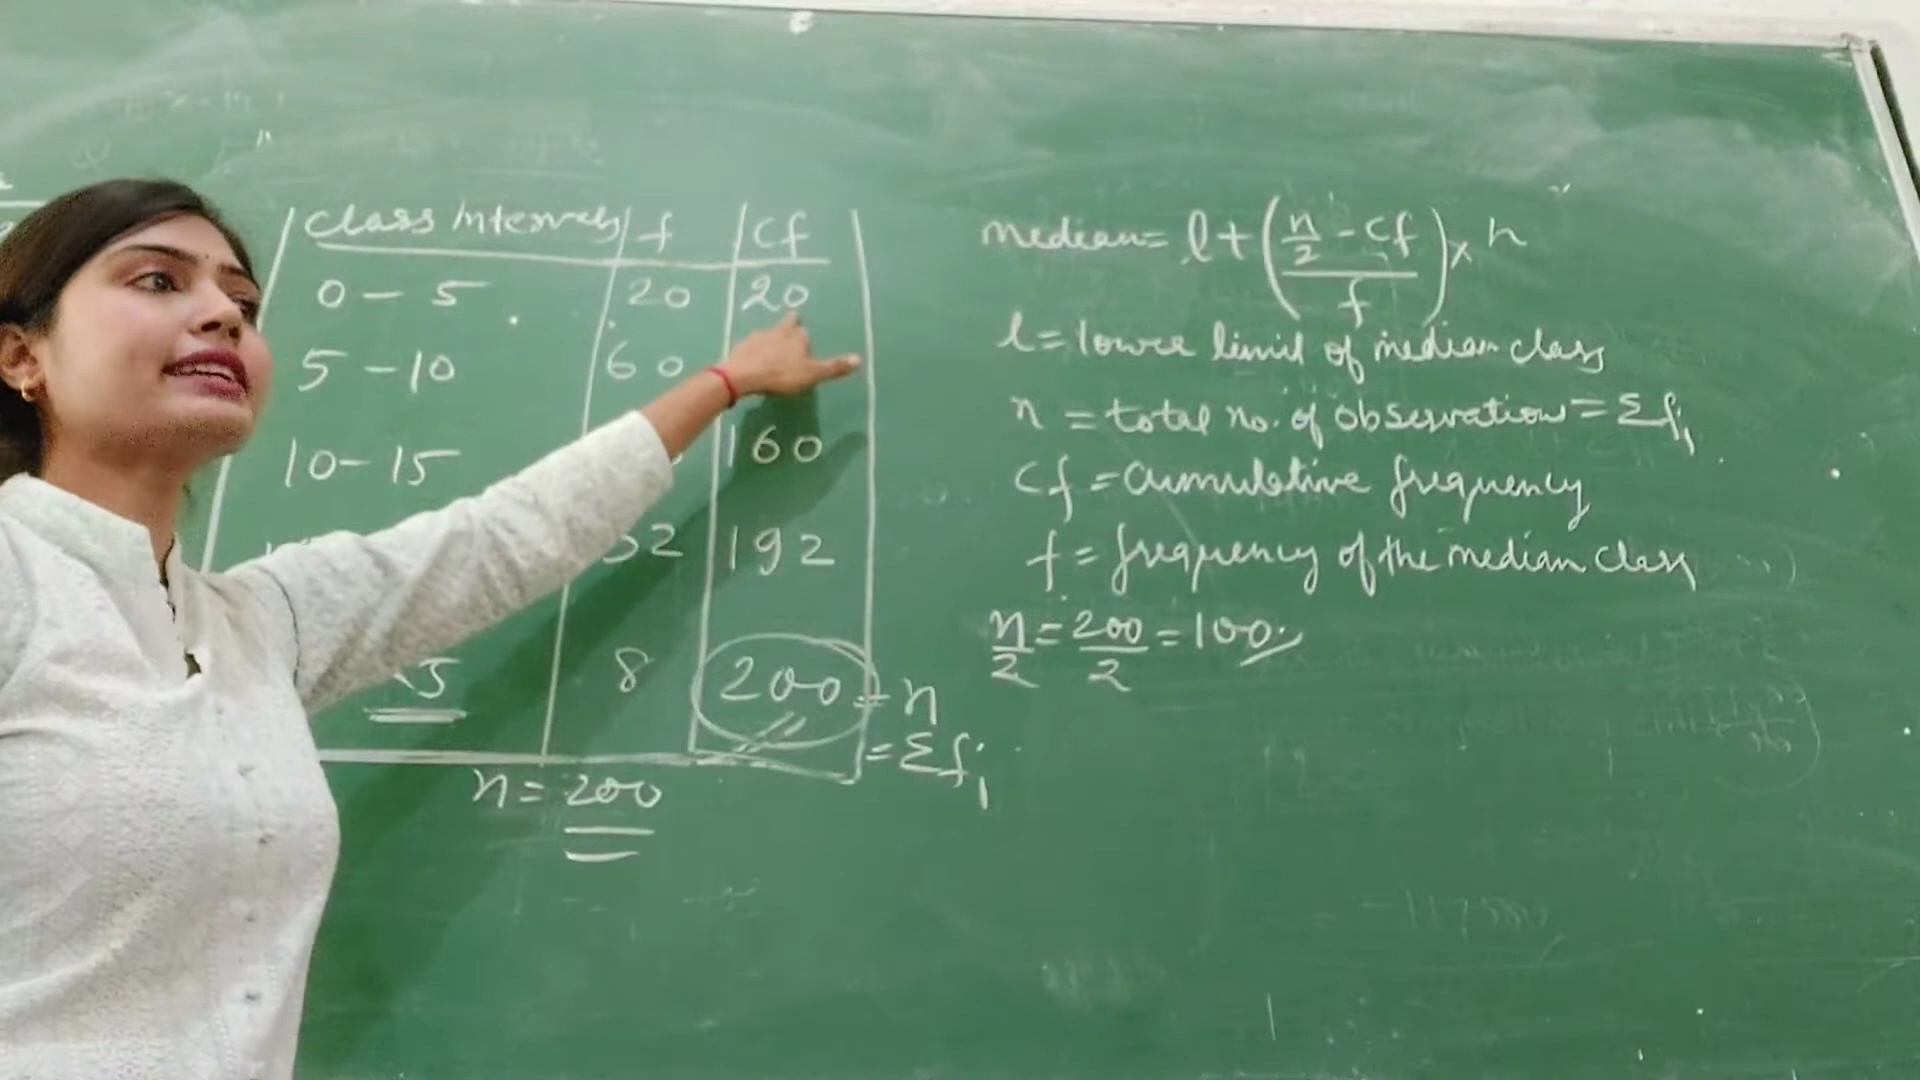 Class Intervals f Cf
0 - 5 20 20
5 - 10 60
10 - 15 160
32 192
8 200 = n
= Σfi
n = 200
median = l + (n/2 - cf / f) × h
l = lower limit of median class
n = total no. of observations = Σfi
cf = Cumulative frequency
f = frequency of the median class
n/2 = 200/2 = 100